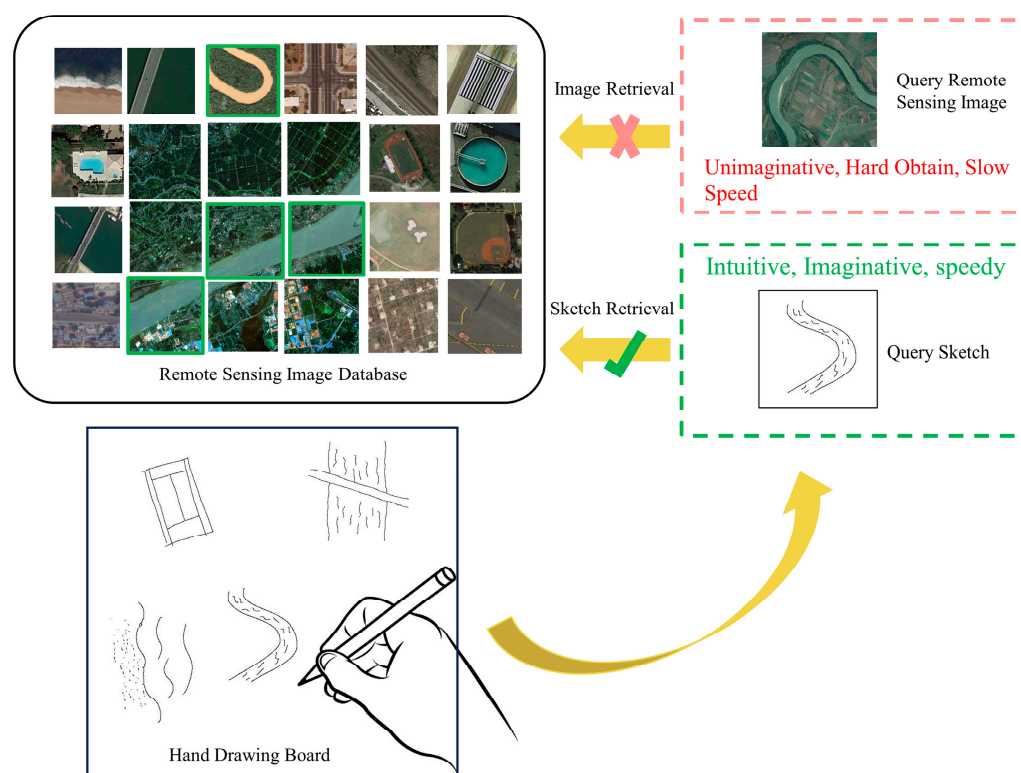 Image Retrieval
Query Remote
Sensing Image
Unimaginative, Hard Obtain, Slow
Speed
Intuitive, Imaginative, speedy
Sketch Retrieval
Query Sketch
Remote Sensing Image Database
Hand Drawing Board